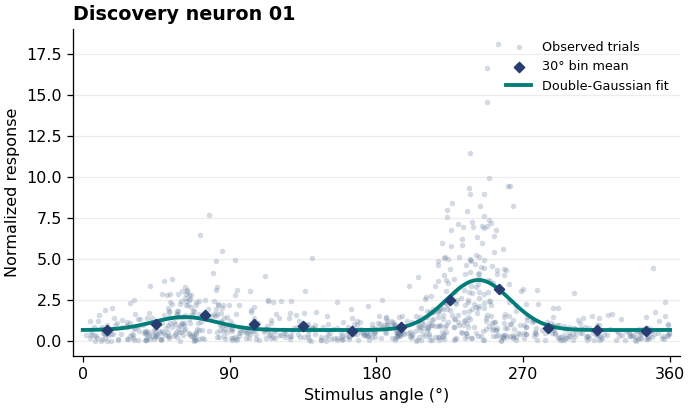 Discovery neuron 01
Normalized response
17.5
15.0
12.5
10.0
7.5
5.0
2.5
0.0
Observed trials
30° bin mean
Double-Gaussian fit
0 90 180 270 360
Stimulus angle (°)